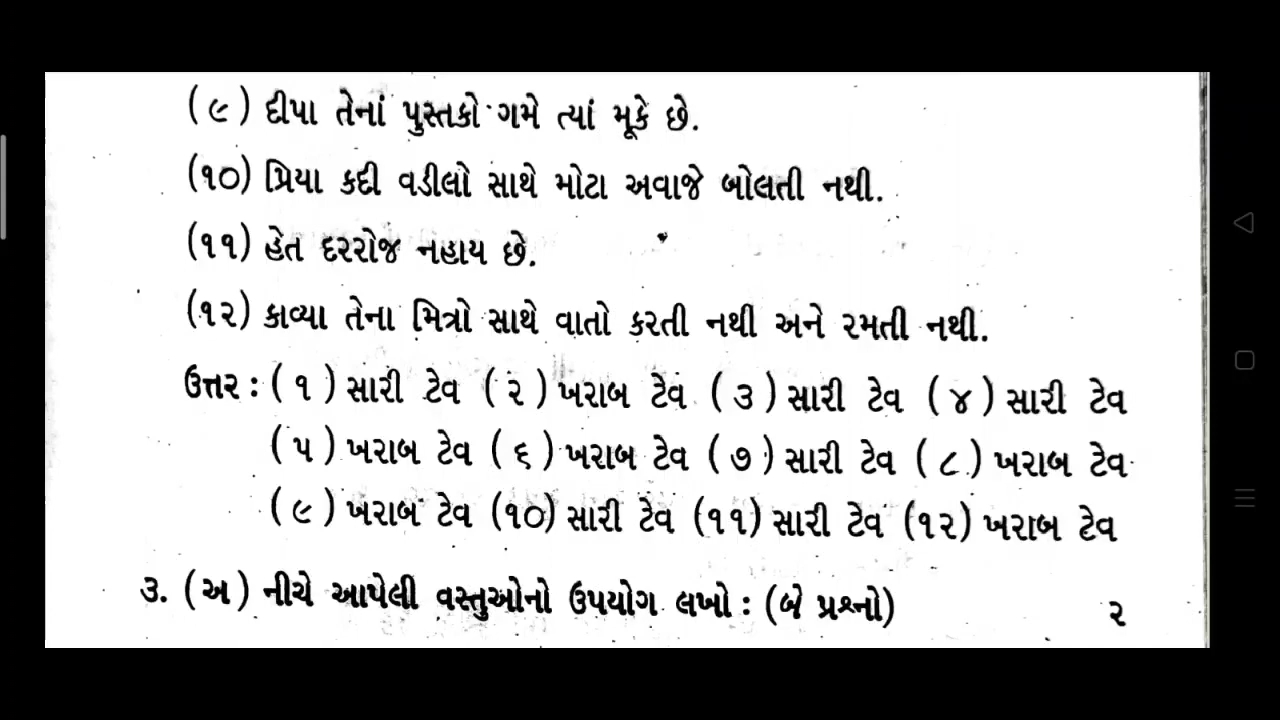 (૯) દીપા તેનાં પુસ્તકો ગમે ત્યાં મૂકે છે.
(૧૦) પ્રિયા કદી વડીલો સાથે મોટા અવાજે બોલતી નથી.
(૧૧) હેત દરરોજ નહાય છે.
(૧૨) કાવ્યા તેના મિત્રો સાથે વાતો કરતી નથી અને રમતી નથી.
ઉત્તર : (૧) સારી ટેવ (૨) ખરાબ ટેવ (૩) સારી ટેવ (૪) સારી ટેવ
(૫) ખરાબ ટેવ (૬) ખરાબ ટેવ (૭) સારી ટેવ (૮) ખરાબ ટેવ
(૯) ખરાબ ટેવ (૧૦) સારી ટેવ (૧૧) સારી ટેવ (૧૨) ખરાબ ટેવ
૩. (અ) નીચે આપેલી વસ્તુઓનો ઉપયોગ લખો : (બે પ્રશ્નો) ૨